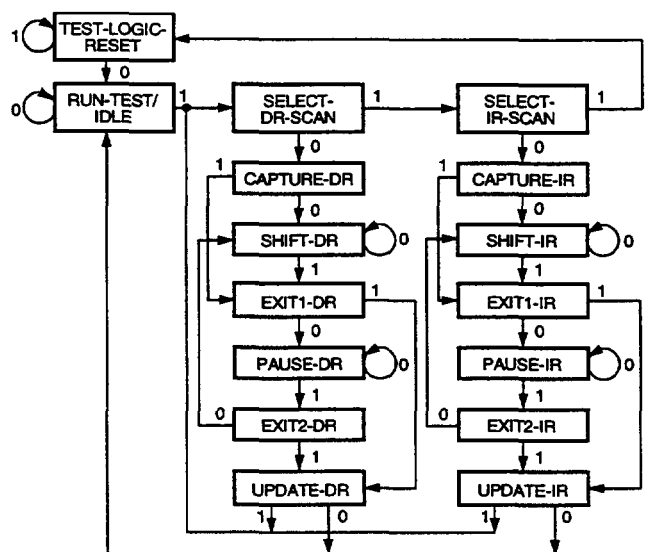 TEST-LOGIC-
RESET
1
0
RUN-TEST/
IDLE
0
1
SELECT-
DR-SCAN
1
SELECT-
IR-SCAN
1
0
0
CAPTURE-DR
1
CAPTURE-IR
1
0
0
SHIFT-DR
0
SHIFT-IR
0
1
1
EXIT1-DR
1
EXIT1-IR
1
0
0
PAUSE-DR
0
PAUSE-IR
0
1
1
0
EXIT2-DR
0
EXIT2-IR
1
1
UPDATE-DR
UPDATE-IR
1
0
1
0